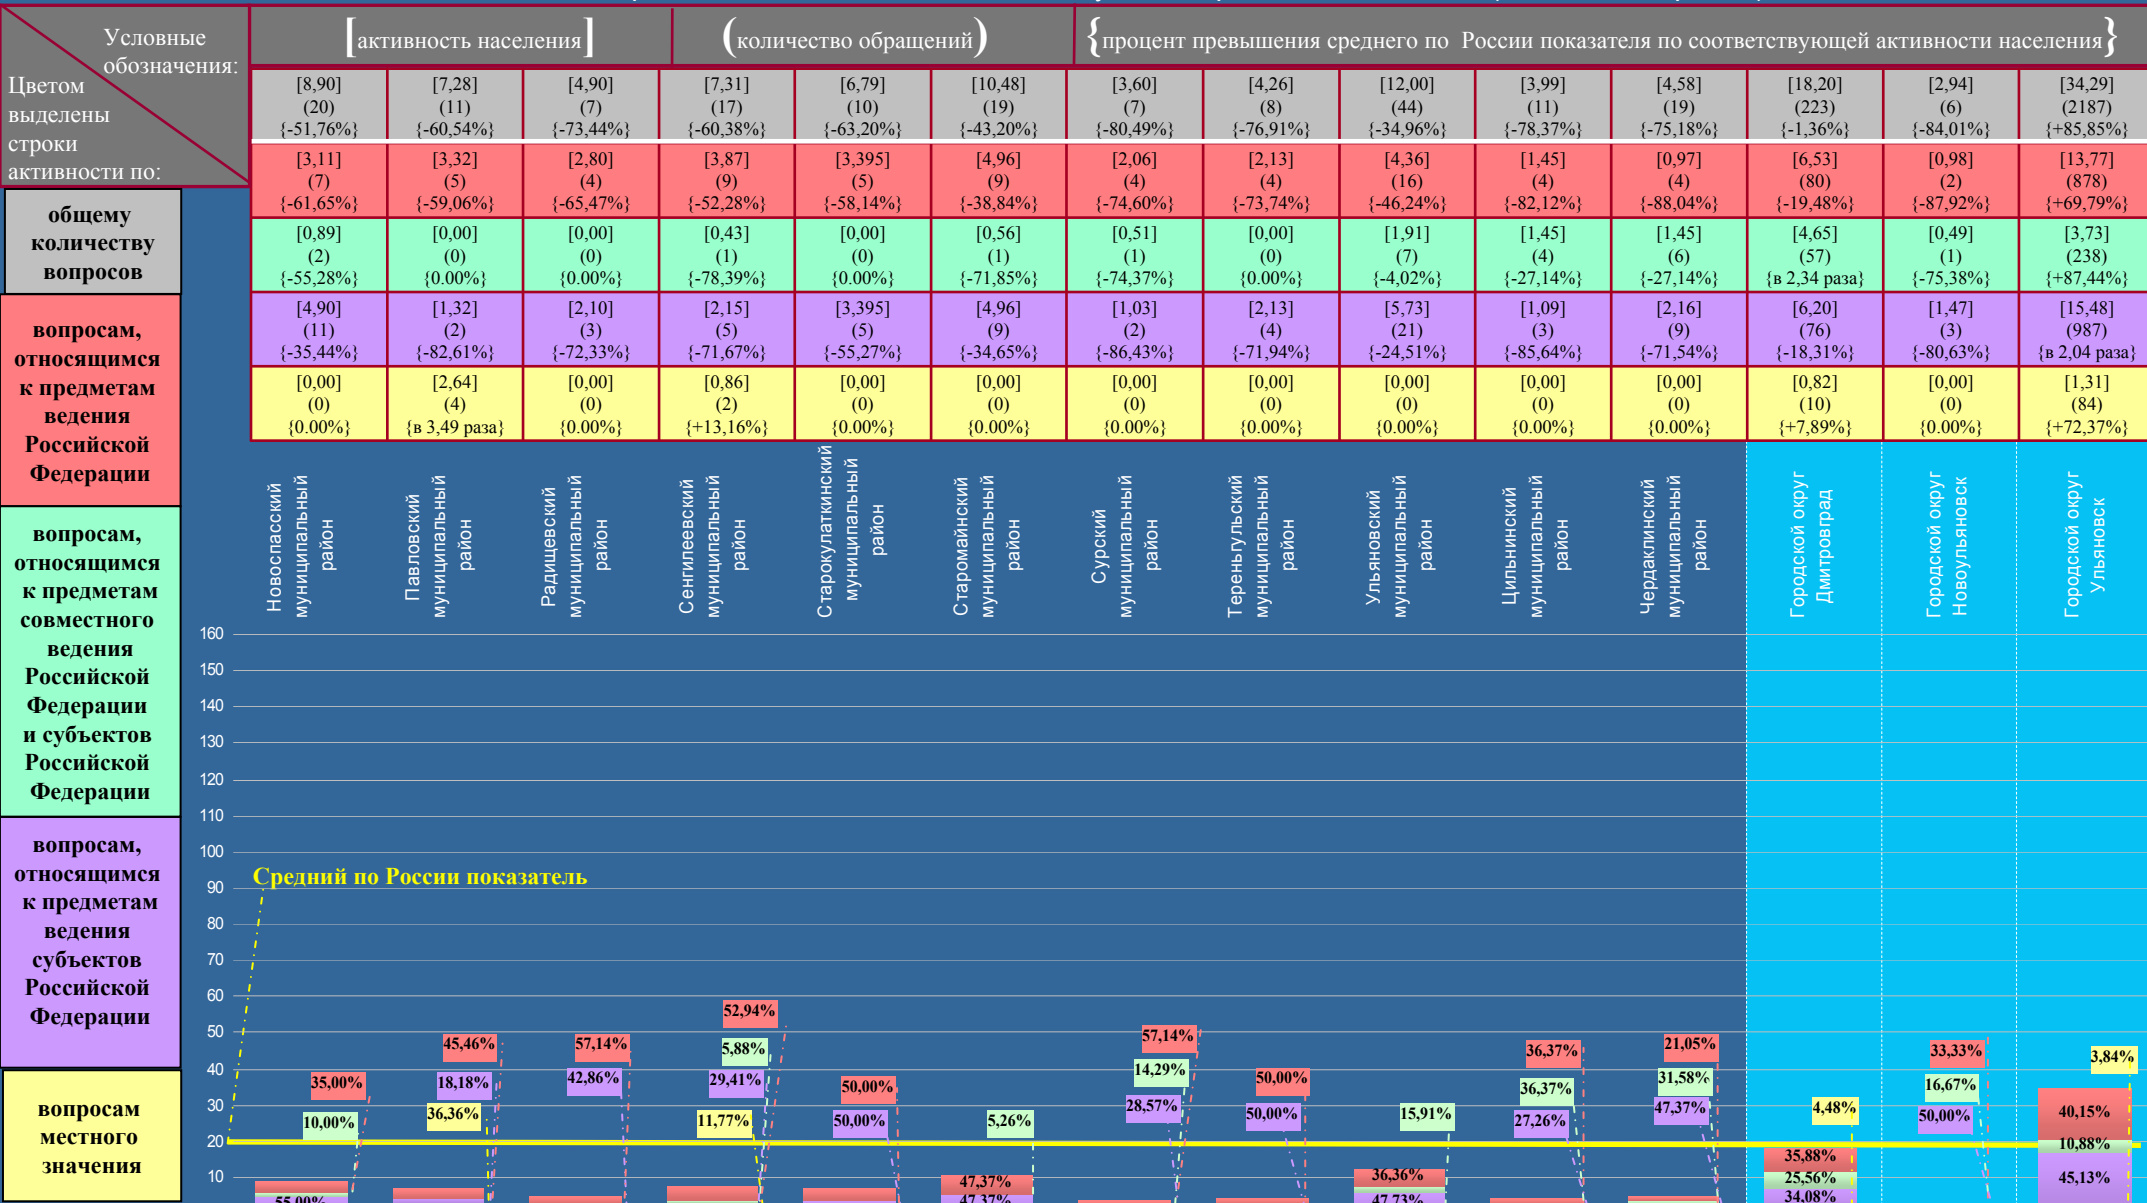 Условные
обозначения:
Цветом
выделены
строки
активности по:
[активность населения]
(количество обращений)
{процент превышения среднего по России показателя по соответствующей активности населения}
[8,90] [7,28] [4,90] [7,31] [6,79] [10,48] [3,60] [4,26] [12,00] [3,99] [4,58] [18,20] [2,94] [34,29]
(20) (11) (7) (17) (10) (19) (7) (8) (44) (11) (19) (223) (6) (2187)
{-51,76%} {-60,54%} {-73,44%} {-60,38%} {-63,20%} {-43,20%} {-80,49%} {-76,91%} {-34,96%} {-78,37%} {-75,18%} {-1,36%} {-84,01%} {+85,85%}
[3,11] [3,32] [2,80] [3,87] [3,395] [4,96] [2,06] [2,13] [4,36] [1,45] [0,97] [6,53] [0,98] [13,77]
(7) (5) (4) (9) (5) (9) (4) (4) (16) (4) (4) (80) (2) (878)
{-61,65%} {-59,06%} {-65,47%} {-52,28%} {-58,14%} {-38,84%} {-74,60%} {-73,74%} {-46,24%} {-82,12%} {-88,04%} {-19,48%} {-87,92%} {+69,79%}
[0,89] [0,00] [0,00] [0,43] [0,00] [0,56] [0,51] [0,00] [1,91] [1,45] [1,45] [4,65] [0,49] [3,73]
(2) (0) (0) (1) (0) (1) (1) (0) (7) (4) (6) (57) (1) (238)
{-55,28%} {0.00%} {0.00%} {-78,39%} {0.00%} {-71,85%} {-74,37%} {0.00%} {-4,02%} {-27,14%} {-27,14%} {в 2,34 раза} {-75,38%} {+87,44%}
[4,90] [1,32] [2,10] [2,15] [3,395] [4,96] [1,03] [2,13] [5,73] [1,09] [2,16] [6,20] [1,47] [15,48]
(11) (2) (3) (5) (5) (9) (2) (4) (21) (3) (9) (76) (3) (987)
{-35,44%} {-82,61%} {-72,33%} {-71,67%} {-55,27%} {-34,65%} {-86,43%} {-71,94%} {-24,51%} {-85,64%} {-71,54%} {-18,31%} {-80,63%} {в 2,04 раза}
[0,00] [2,64] [0,00] [0,86] [0,00] [0,00] [0,00] [0,00] [0,00] [0,00] [0,00] [0,82] [0,00] [1,31]
(0) (4) (0) (2) (0) (0) (0) (0) (0) (0) (0) (10) (0) (84)
{0.00%} {в 3,49 раза} {0.00%} {+13,16%} {0.00%} {0.00%} {0.00%} {0.00%} {0.00%} {0.00%} {0.00%} {+7,89%} {0.00%} {+72,37%}
общему
количеству
вопросов
вопросам,
относящимся
к предметам
ведения
Российской
Федерации
вопросам,
относящимся
к предметам
совместного
ведения
Российской
Федерации
и субъектов
Российской
Федерации
вопросам,
относящимся
к предметам
ведения
субъектов
Российской
Федерации
вопросам
местного
значения
Новоспасский
муниципальный
район
Павловский
муниципальный
район
Радищевский
муниципальный
район
Сенгилеевский
муниципальный
район
Старокулаткинский
муниципальный
район
Старомайнский
муниципальный
район
Сурский
муниципальный
район
Тереньгульский
муниципальный
район
Ульяновский
муниципальный
район
Ципьнинский
муниципальный
район
Чердаклинский
муниципальный
район
Городской округ
Дмитровград
Городской округ
Новоульяновск
Городской округ
Ульяновск
160
150
140
130
120
110
100
90
80
70
60
50
40
30
20
10
Средний по России показатель
35,00%
10,00%
55,00%
45,46%
18,18%
36,36%
57,14%
42,86%
52,94%
5,88%
29,41%
11,77%
50,00%
50,00%
5,26%
47,37%
47,37%
57,14%
14,29%
28,57%
50,00%
50,00%
15,91%
36,36%
47,73%
36,37%
36,37%
27,26%
21,05%
31,58%
47,37%
4,48%
35,88%
25,56%
34,08%
33,33%
16,67%
50,00%
3,84%
40,15%
10,88%
45,13%